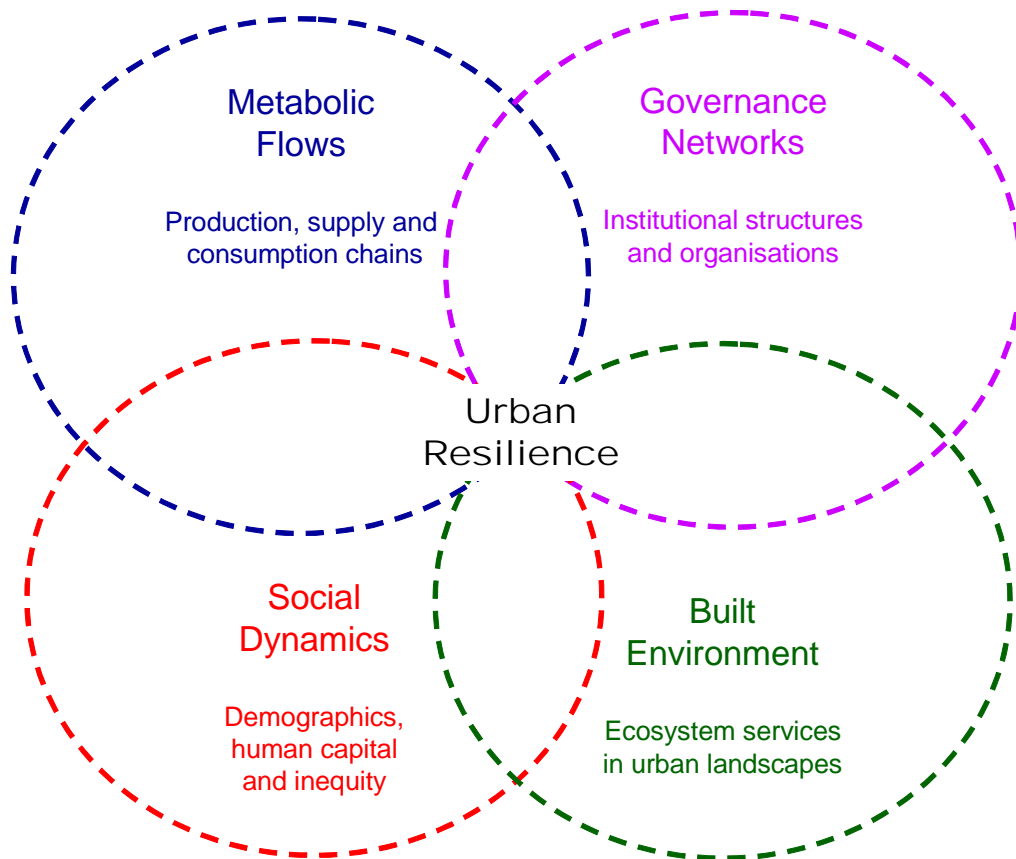 Metabolic
Flows
Production, supply and
consumption chains
Governance
Networks
Institutional structures
and organisations
Urban
Resilience
Social
Dynamics
Demographics,
human capital
and inequity
Built
Environment
Ecosystem services
in urban landscapes